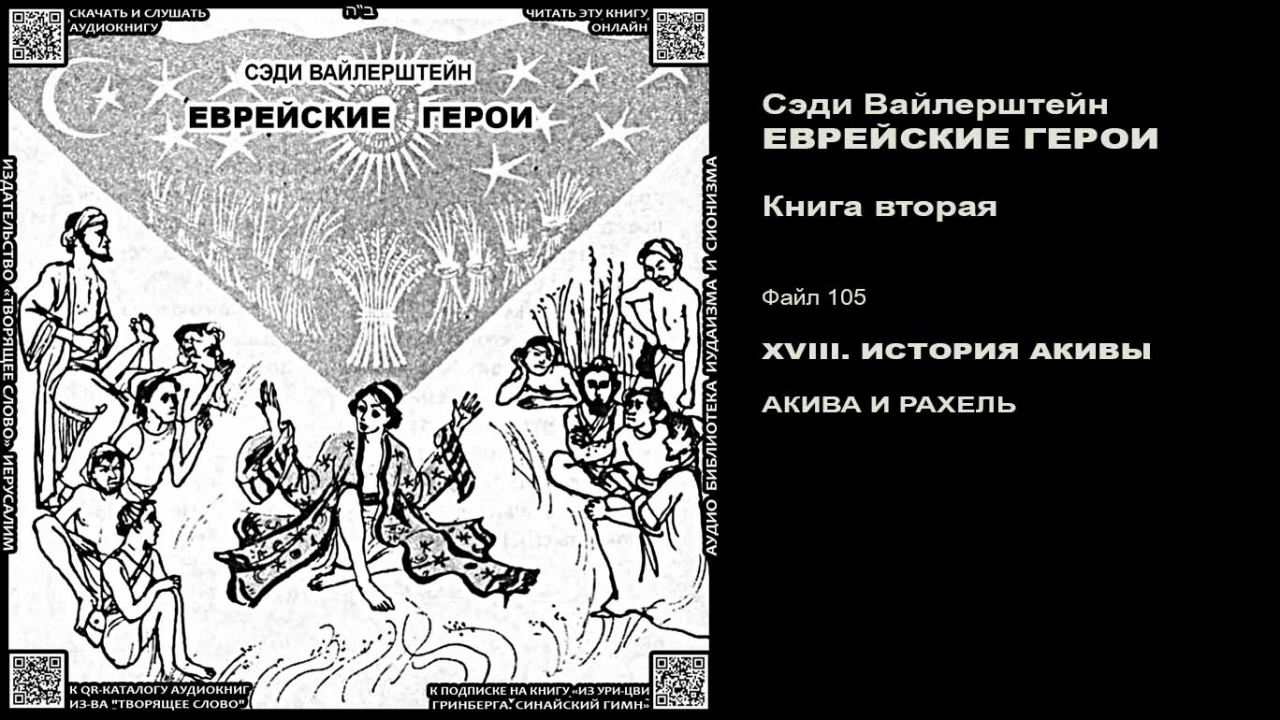 СКАЧАТЬ И СЛУШАТЬ
АУДИОКНИГУ
ב"ה
ЧИТАТЬ ЭТУ КНИГУ
ОНЛАЙН
СЭДИ ВАЙЛЕРШТЕЙН
ЕВРЕЙСКИЕ ГЕРОИ
ИЗДАТЕЛЬСТВО «ТВОРЯЩЕЕ СЛОВО» ИЕРУСАЛИМ
АУДИО БИБЛИОТЕКА ИУДАИЗМА И СИОНИЗМА
К QR-КАТАЛОГУ АУДИОКНИГ
ИЗ-ВА "ТВОРЯЩЕЕ СЛОВО"
К ПОДПИСКЕ НА КНИГУ «ИЗ УРИ-ЦВИ
ГРИНБЕРГА. СИНАЙСКИЙ ГИМН»
Сэди Вайлерштейн
ЕВРЕЙСКИЕ ГЕРОИ
Книга вторая
Файл 105
XVIII. ИСТОРИЯ АКИВЫ
АКИВА И РАХЕЛЬ